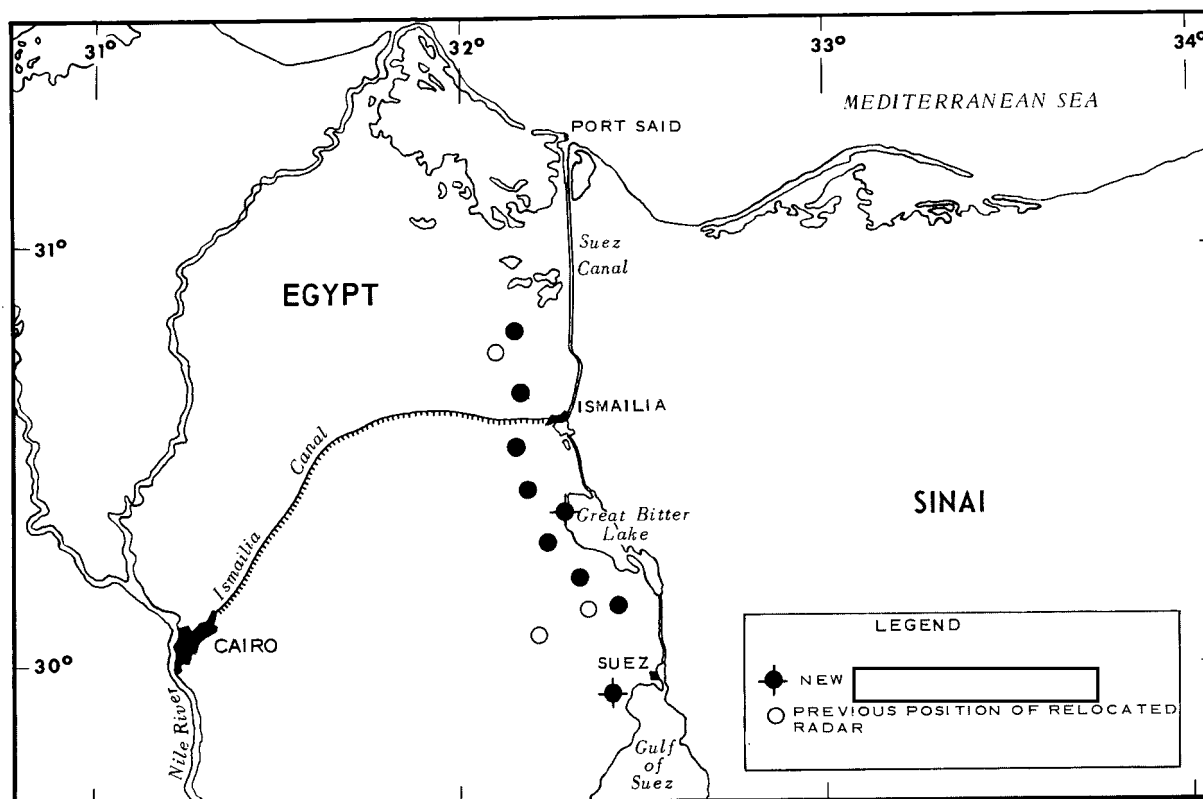 31° 32° 33° 34°
MEDITERRANEAN SEA
PORT SAID
31°
Suez
Canal
EGYPT
ISMAILIA
Canal
Ismailia
Great Bitter
Lake
SINAI
CAIRO
SUEZ
30°
Nile River
Gulf
of
Suez
LEGEND
NEW
PREVIOUS POSITION OF RELOCATED
RADAR